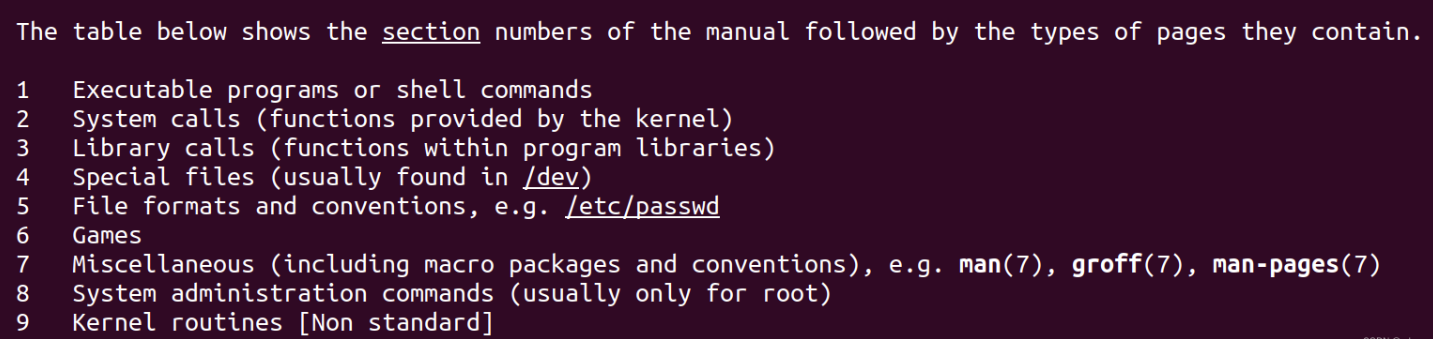 The table below shows the section numbers of the manual followed by the types of pages they contain.
1 Executable programs or shell commands
2 System calls (functions provided by the kernel)
3 Library calls (functions within program libraries)
4 Special files (usually found in /dev)
5 File formats and conventions, e.g. /etc/passwd
6 Games
7 Miscellaneous (including macro packages and conventions), e.g. man(7), groff(7), man-pages(7)
8 System administration commands (usually only for root)
9 Kernel routines [Non standard]